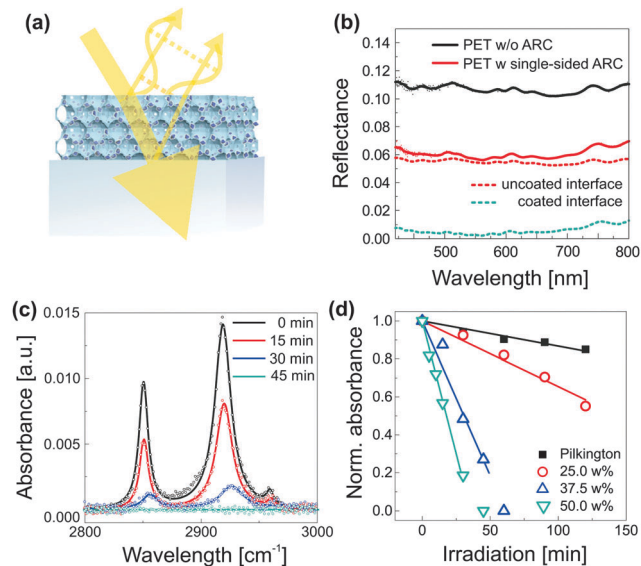 (a)
(b)
0.14
0.12
0.10
0.08
0.06
0.04
0.02
0.00
Reflectance
PET w/o ARC
PET w single-sided ARC
uncoated interface
coated interface
500 600 700 800
Wavelength [nm]
(c)
0.015
0.010
0.005
0.000
Absorbance [a.u.]
0 min
15 min
30 min
45 min
2800 2900 3000
Wavelength [cm⁻¹]
(d)
1.0
0.8
0.6
0.4
0.2
0.0
Norm. absorbance
Pilkington
25.0 w%
37.5 w%
50.0 w%
0 50 100 150
Irradiation [min]